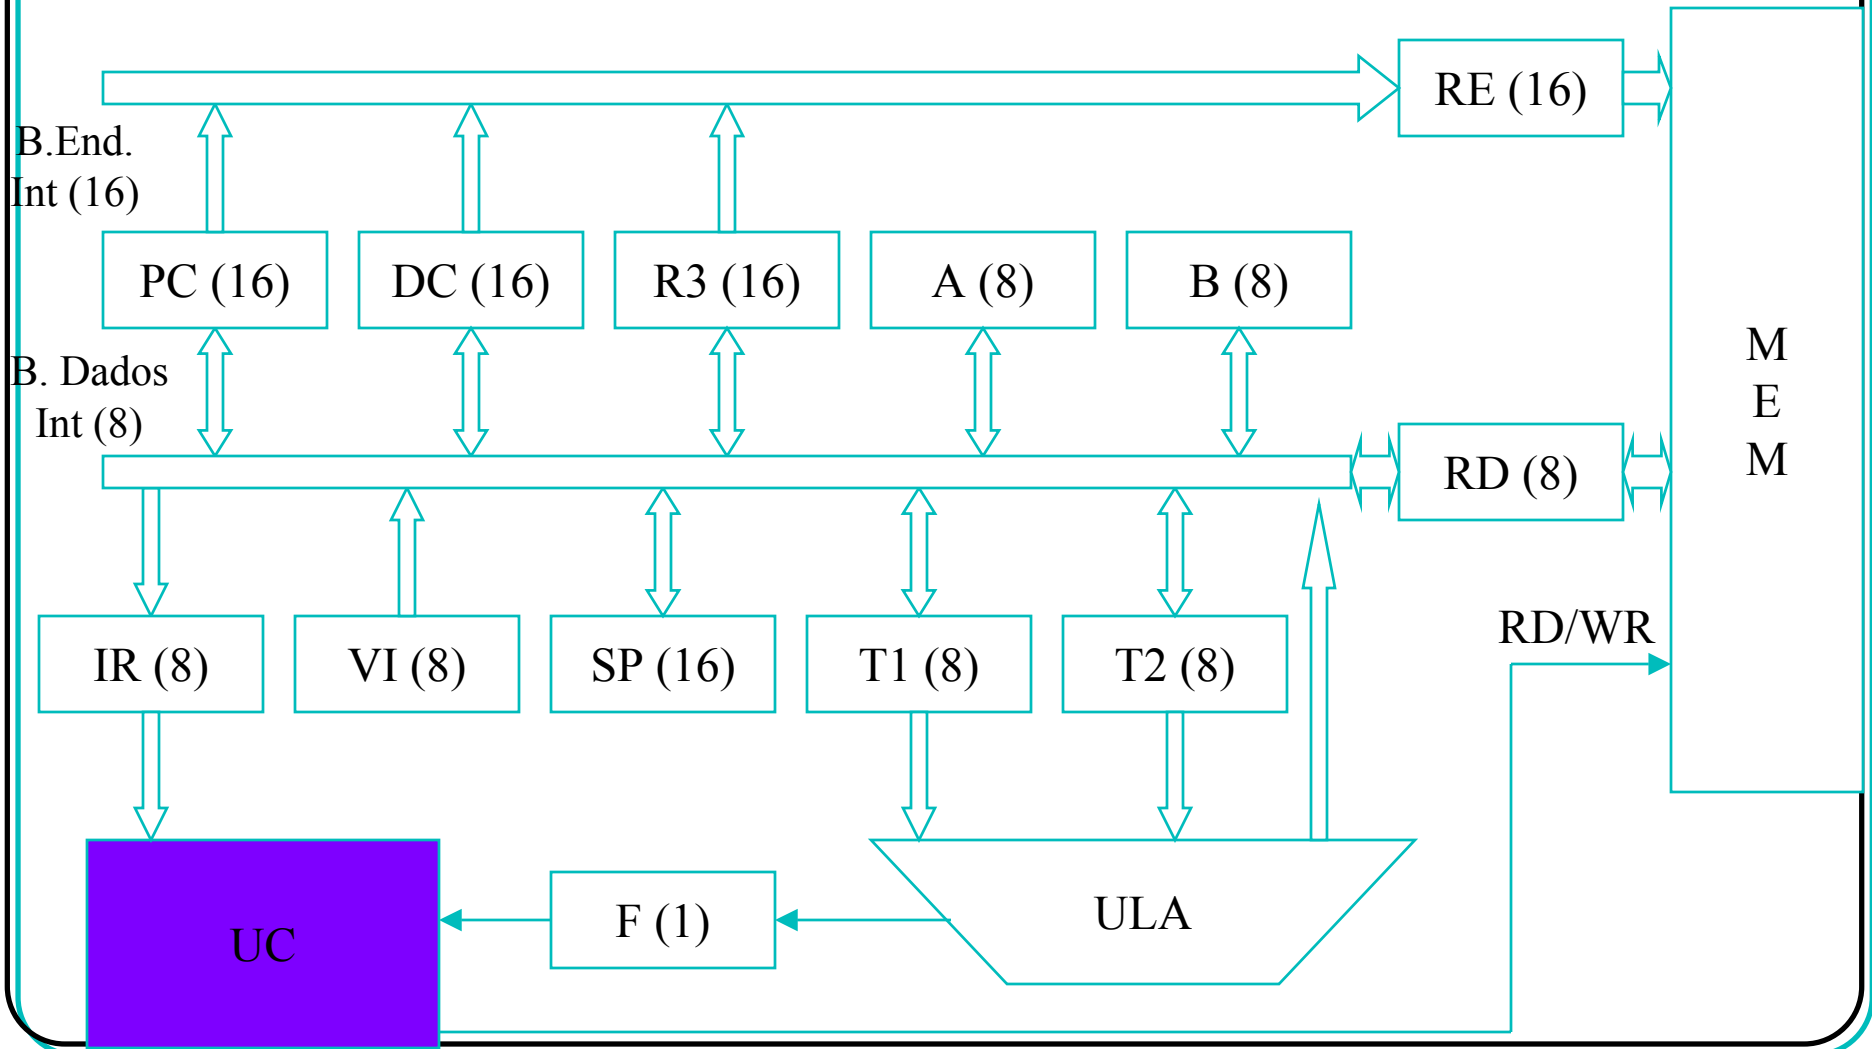 RE (16)
B.End.
Int (16)
PC (16)
DC (16)
R3 (16)
A (8)
B (8)
M
E
M
B. Dados
Int (8)
RD (8)
RD/WR
IR (8)
VI (8)
SP (16)
T1 (8)
T2 (8)
UC
F (1)
ULA